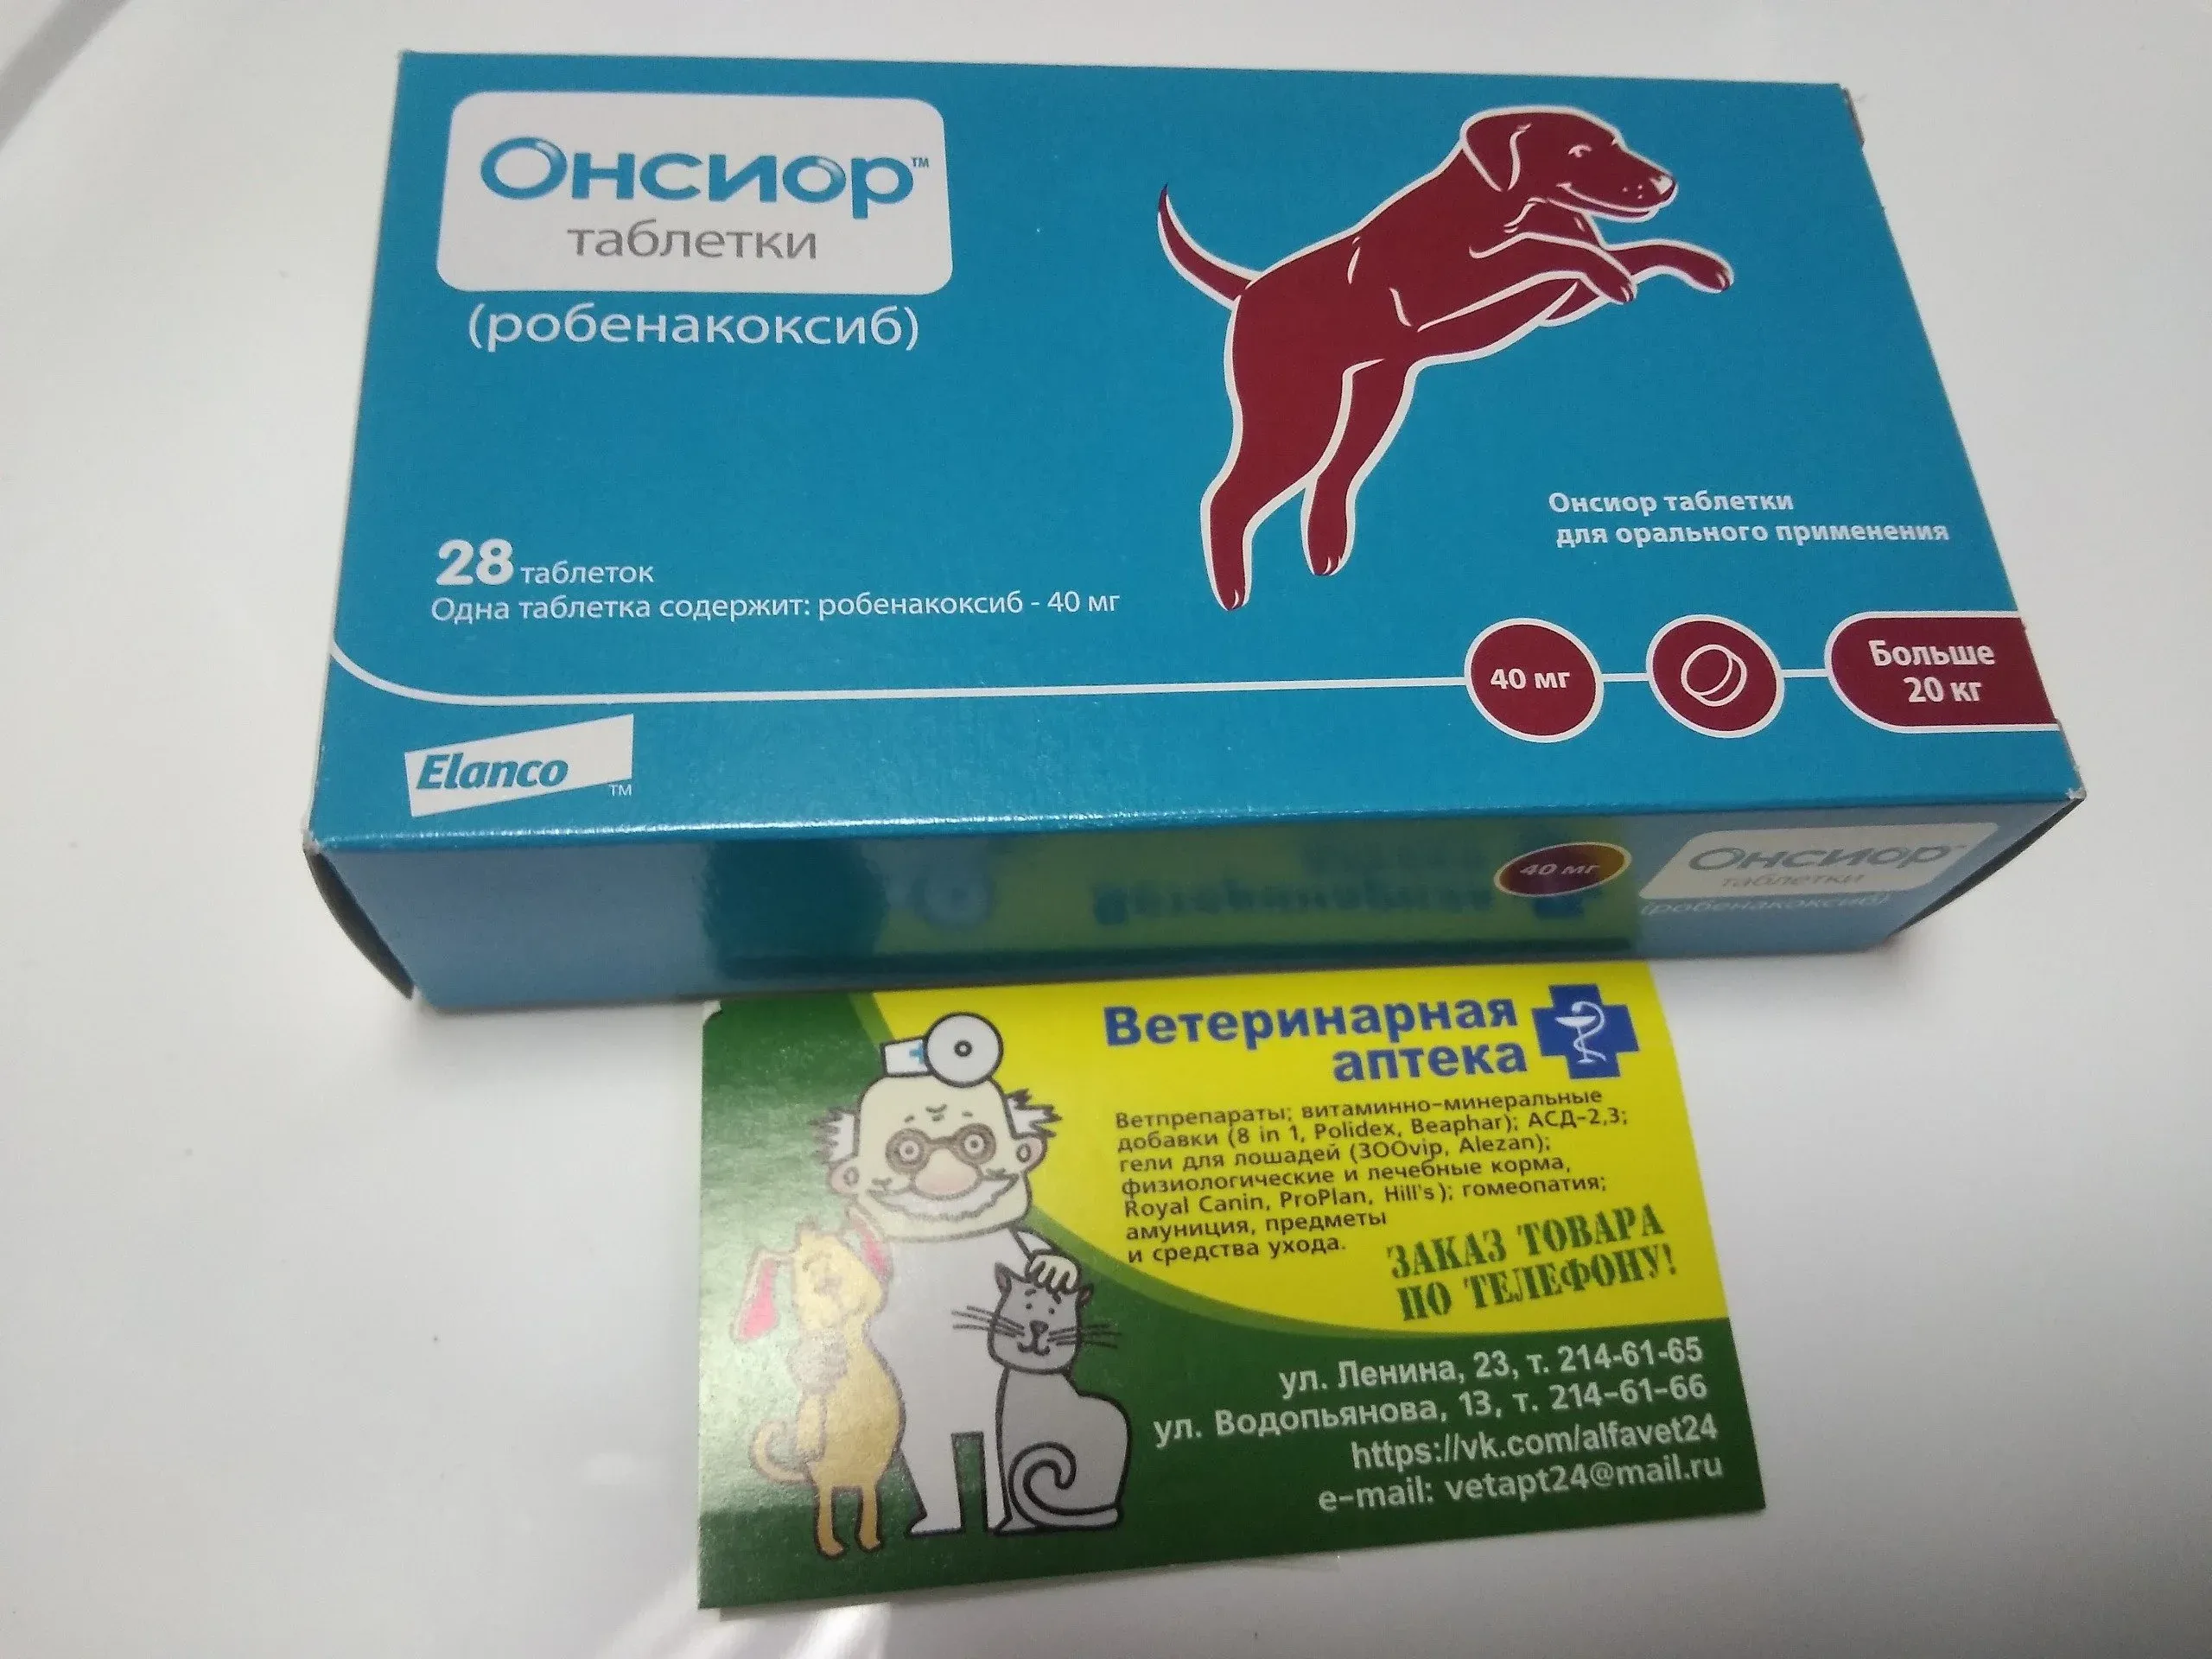 Онсиор™
таблетки
(робенакоксиб)
28 таблеток
Одна таблетка содержит: робенакоксиб - 40 мг
Онсиор таблетки
для орального применения
40 мг
Больше
20 кг
Elanco™
40 мг
Онсиор™
таблетки
(робенакоксиб)
Ветеринарная
аптека
Ветпрепараты; витаминно-минеральные
добавки (8 in 1, Polidex, Beaphar); АСД-2,3;
гели для лошадей (ЗООvip, Alezan);
физиологические и лечебные корма,
Royal Canin, ProPlan, Hill's); гомеопатия;
амуниция, предметы
и средства ухода.
ЗАКАЗ ТОВАРА
ПО ТЕЛЕФОНУ!
ул. Ленина, 23, т. 214-61-65
ул. Водопьянова, 13, т. 214-61-66
https://vk.com/alfavet24
e-mail: vetapt24@mail.ru